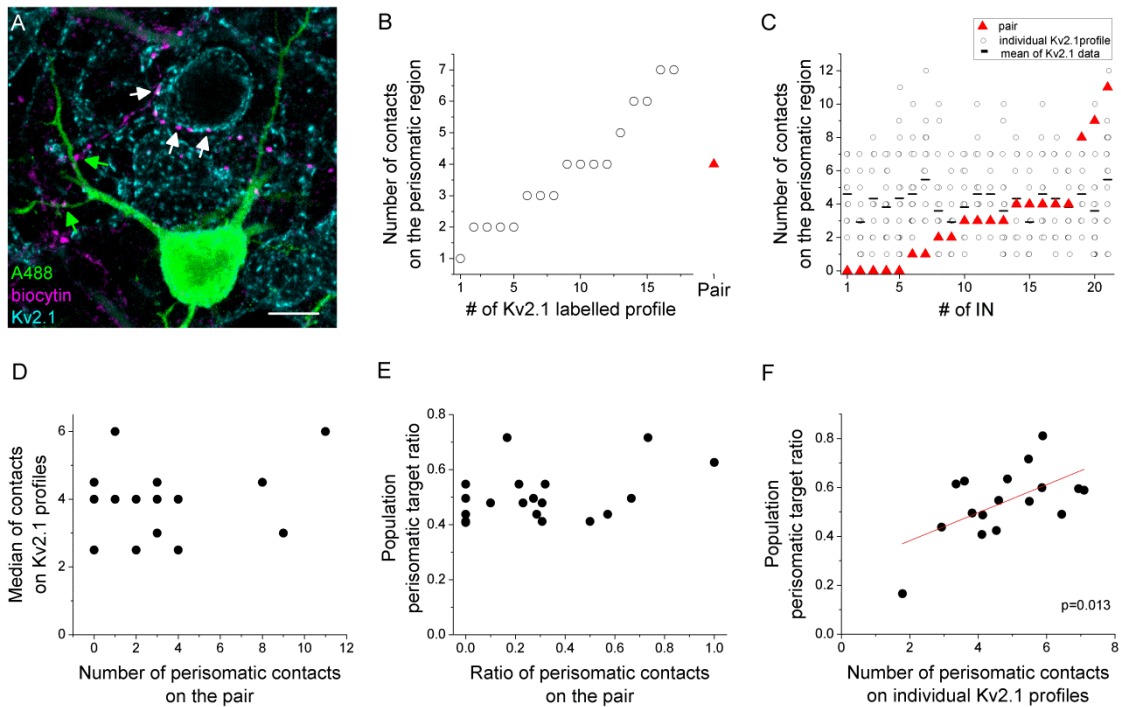 A
A488
biocytin
Kv2.1
B
Number of contacts
on the perisomatic region
7
6
5
4
3
2
1
1
5
10
15
Pair
# of Kv2.1 labelled profile
C
pair
individual Kv2.1profile
mean of Kv2.1 data
Number of contacts
on the perisomatic region
12
10
8
6
4
2
0
1
5
10
15
20
# of IN
D
Median of contacts
on Kv2.1 profiles
6
4
2
0
0
2
4
6
8
10
12
Number of perisomatic contacts
on the pair
E
Population
perisomatic target ratio
0.8
0.6
0.4
0.2
0.0
0.0
0.2
0.4
0.6
0.8
1.0
Ratio of perisomatic contacts
on the pair
F
Population
perisomatic target ratio
0.8
0.6
0.4
0.2
0.0
p=0.013
0
2
4
6
8
Number of perisomatic contacts
on individual Kv2.1 profiles